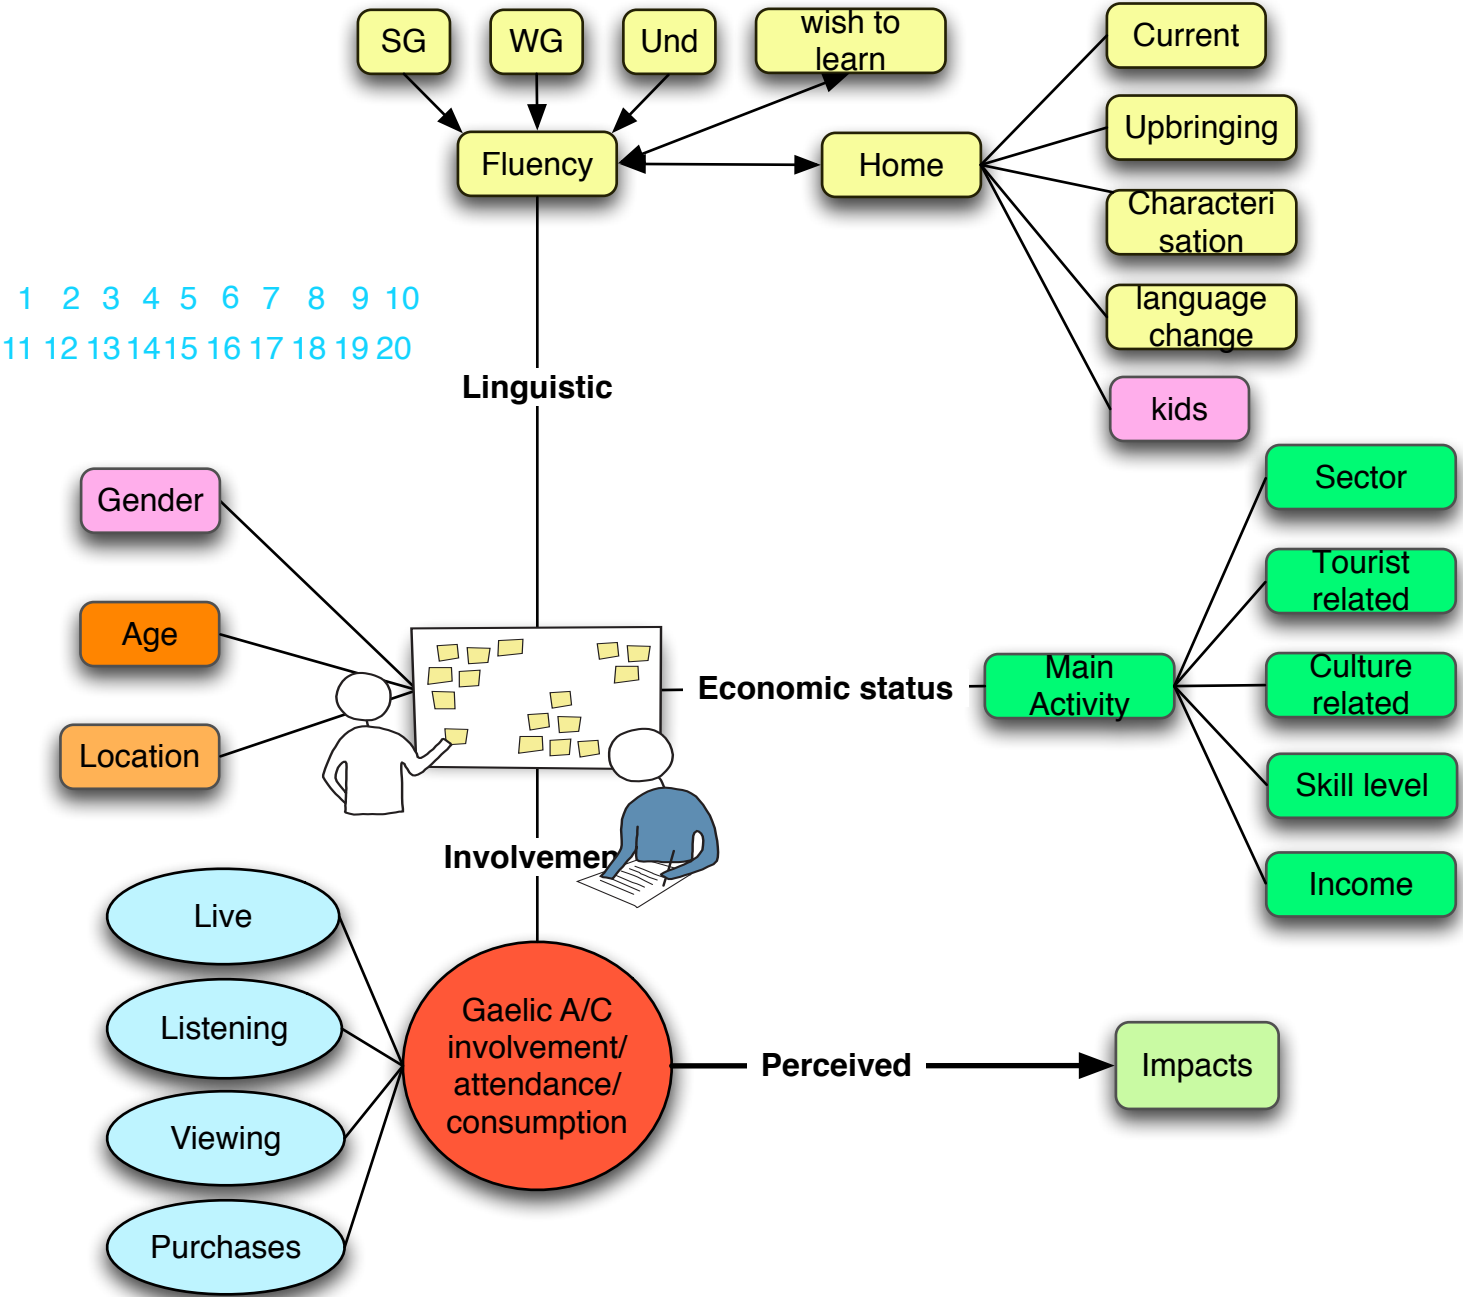 SG
WG
Und
wish to
learn
Current
Fluency
Home
Upbringing
Characteri
sation
language
change
kids
1 2 3 4 5 6 7 8 9 10
11 12 13 14 15 16 17 18 19 20
Linguistic
Gender
Age
Location
Economic status
Main
Activity
Sector
Tourist
related
Culture
related
Skill level
Income
Involvemen
Live
Listening
Viewing
Purchases
Gaelic A/C
involvement/
attendance/
consumption
Perceived
Impacts